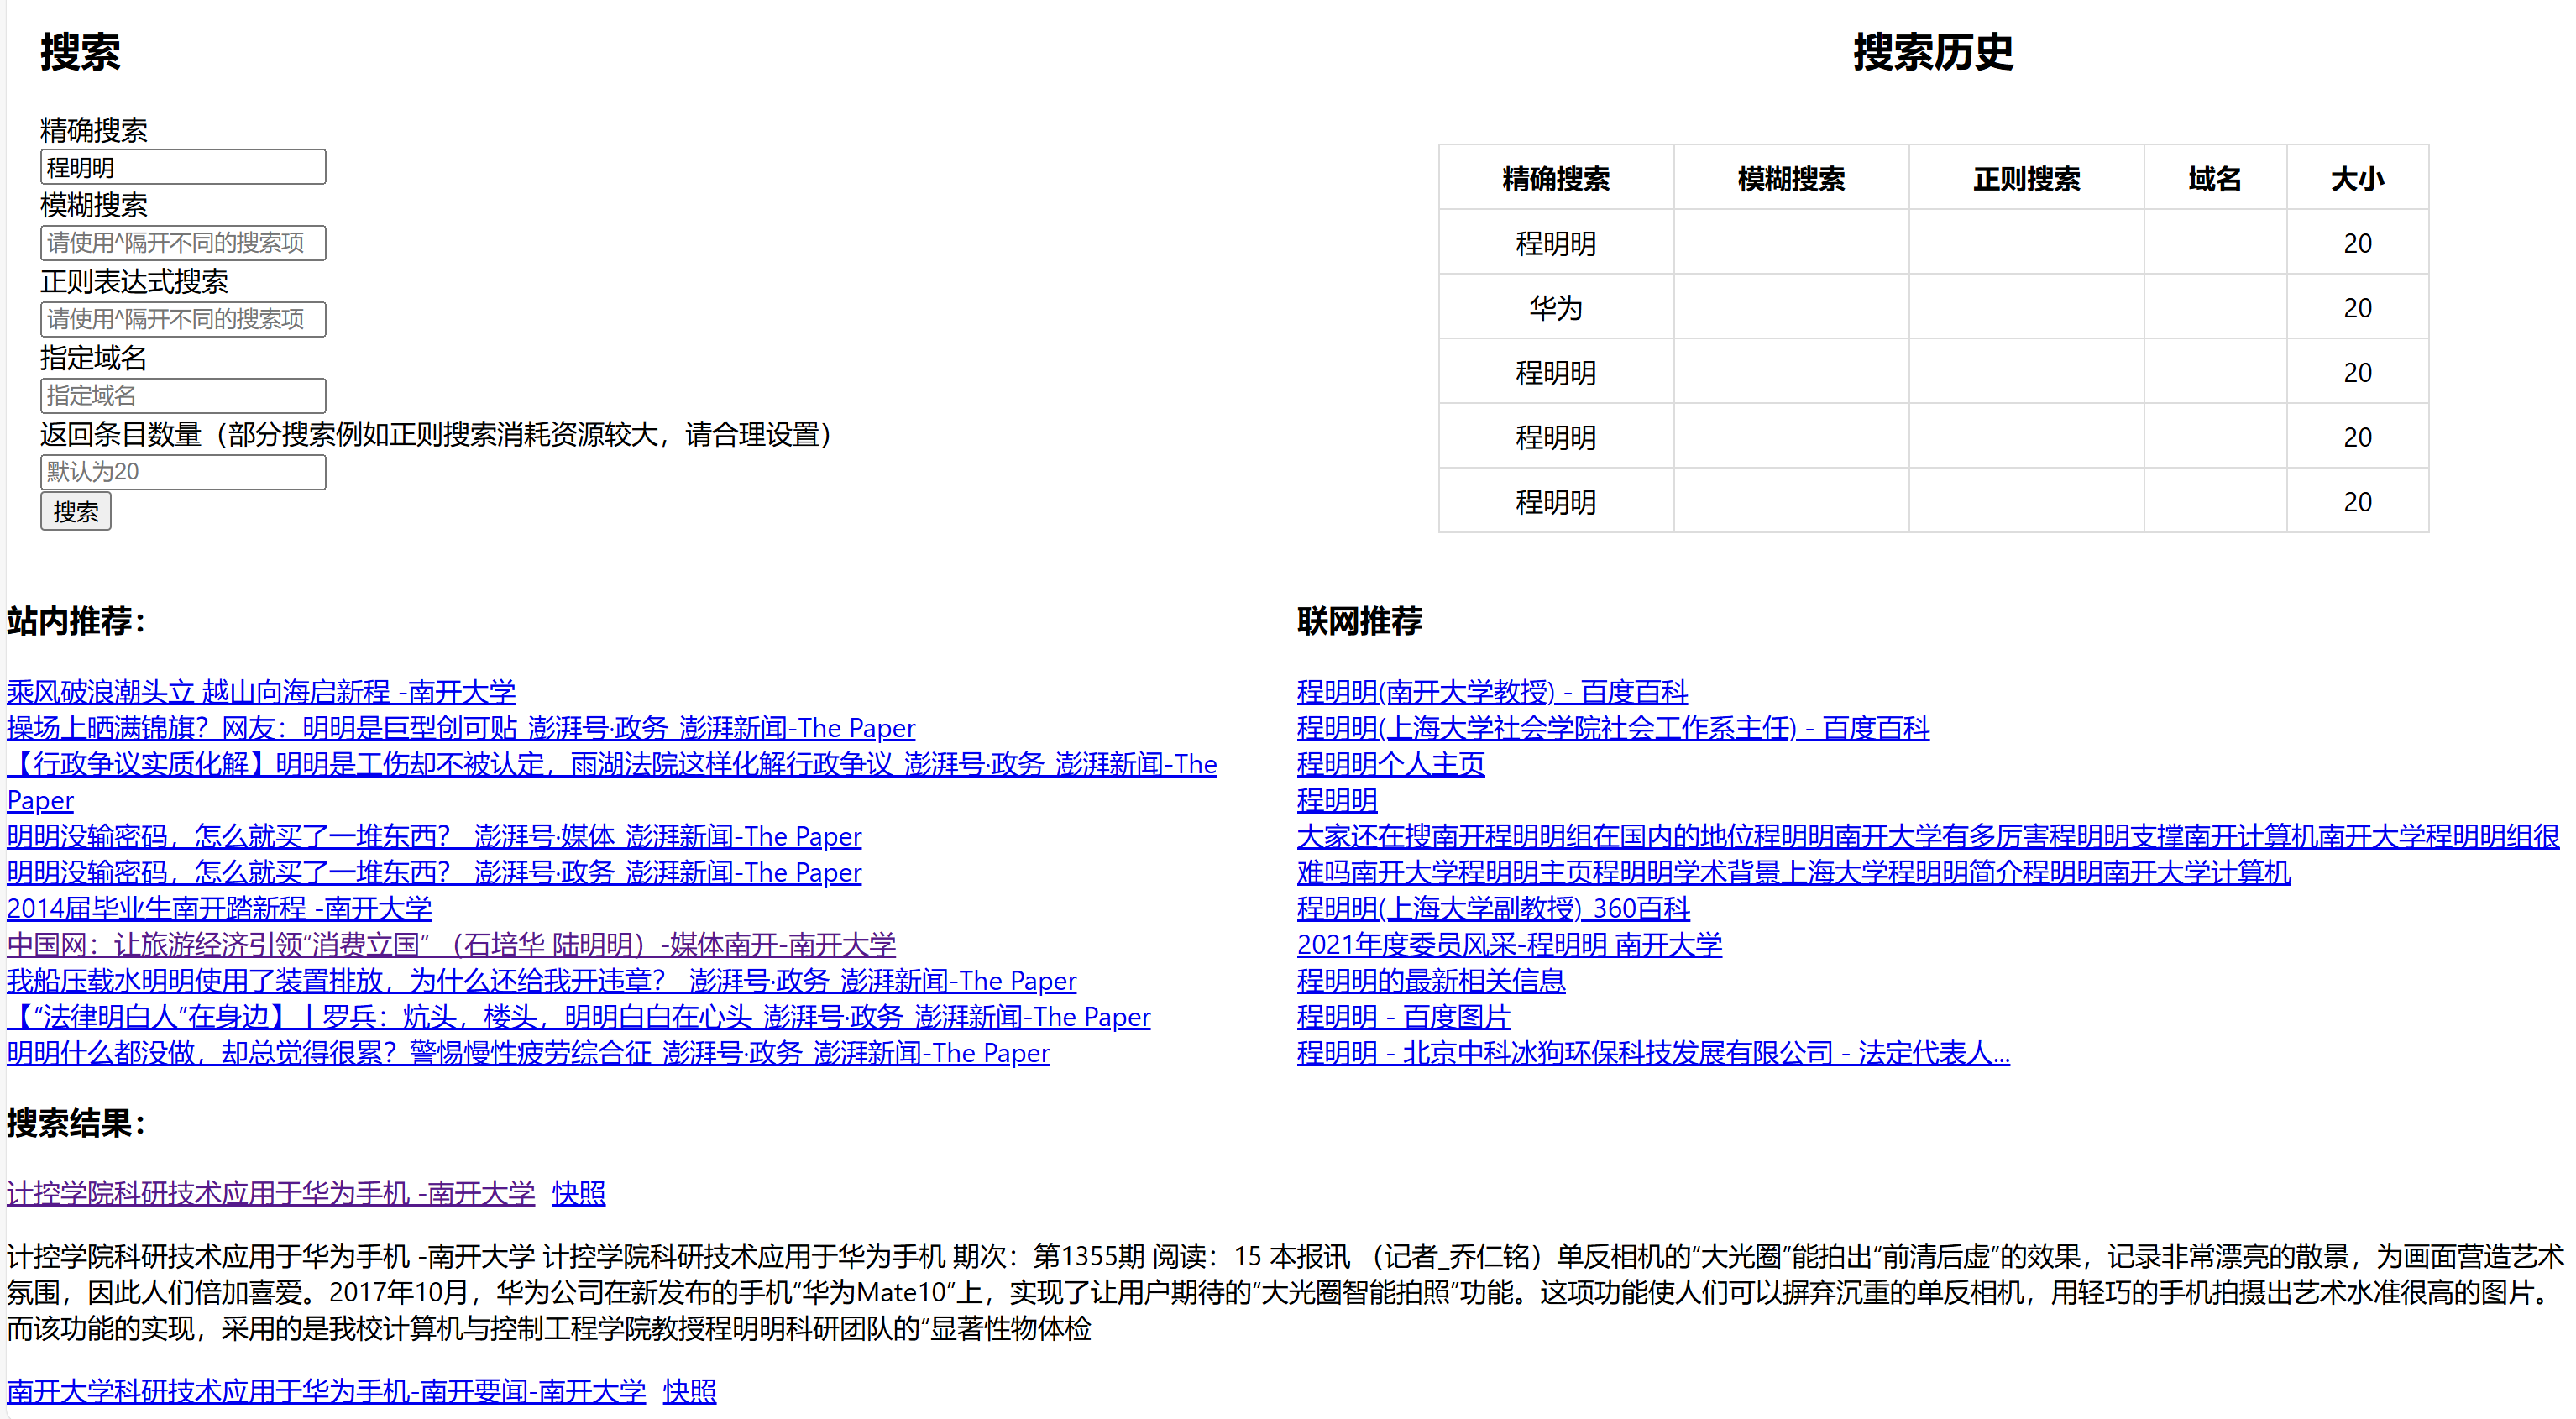 搜索
精确搜索
程明明
模糊搜索
请使用^隔开不同的搜索项
正则表达式搜索
请使用^隔开不同的搜索项
指定域名
指定域名
返回条目数量（部分搜索例如正则搜索消耗资源较大，请合理设置）
默认为20
搜索
搜索历史
精确搜索 模糊搜索 正则搜索 域名 大小
程明明 20
华为 20
程明明 20
程明明 20
程明明 20
站内推荐：
乘风破浪潮头立 越山向海启新程 -南开大学
操场上晒满锦旗？网友：明明是巨型创可贴_澎湃号·政务_澎湃新闻-The Paper
【行政争议实质化解】明明是工伤却不被认定，雨湖法院这样化解行政争议_澎湃号·政务_澎湃新闻-The
Paper
明明没输密码，怎么就买了一堆东西？_澎湃号·媒体_澎湃新闻-The Paper
明明没输密码，怎么就买了一堆东西？_澎湃号·政务_澎湃新闻-The Paper
2014届毕业生南开踏新程 -南开大学
中国网：让旅游经济引领“消费立国” （石培华 陆明明）-媒体南开-南开大学
我船压载水明明使用了装置排放，为什么还给我开违章？_澎湃号·政务_澎湃新闻-The Paper
【“法律明白人”在身边】丨罗兵：炕头，楼头，明明白白在心头_澎湃号·政务_澎湃新闻-The Paper
明明什么都没做，却总觉得很累？警惕慢性疲劳综合征_澎湃号·政务_澎湃新闻-The Paper
联网推荐
程明明(南开大学教授) - 百度百科
程明明(上海大学社会学院社会工作系主任) - 百度百科
程明明个人主页
程明明
大家还在搜南开程明明组在国内的地位程明明南开大学有多厉害程明明支撑南开计算机南开大学程明明组很
难吗南开大学程明明主页程明明学术背景上海大学程明明简介程明明南开大学计算机
程明明(上海大学副教授)_360百科
2021年度委员风采-程明明 南开大学
程明明的最新相关信息
程明明 - 百度图片
程明明 - 北京中科冰狗环保科技发展有限公司 - 法定代表人...
搜索结果：
计控学院科研技术应用于华为手机 -南开大学 快照
计控学院科研技术应用于华为手机 -南开大学 计控学院科研技术应用于华为手机 期次：第1355期 阅读：15 本报讯 （记者_乔仁铭）单反相机的“大光圈”能拍出“前清后虚”的效果，记录非常漂亮的散景，为画面营造艺术
氛围，因此人们倍加喜爱。2017年10月，华为公司在新发布的手机“华为Mate10”上，实现了让用户期待的“大光圈智能拍照”功能。这项功能使人们可以摒弃沉重的单反相机，用轻巧的手机拍摄出艺术水准很高的图片。
而该功能的实现，采用的是我校计算机与控制工程学院教授程明明科研团队的“显著性物体检
南开大学科研技术应用于华为手机-南开要闻-南开大学 快照